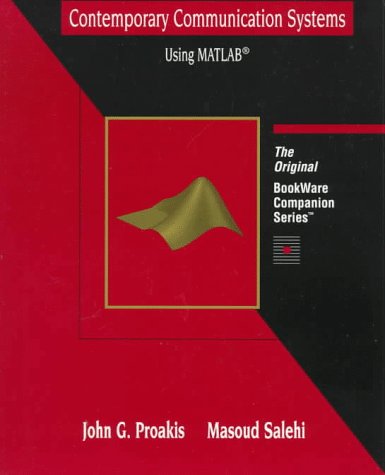 Contemporary Communication Systems
Using MATLAB®
The
Original
BookWare
Companion
Series™
John G. Proakis Masoud Salehi